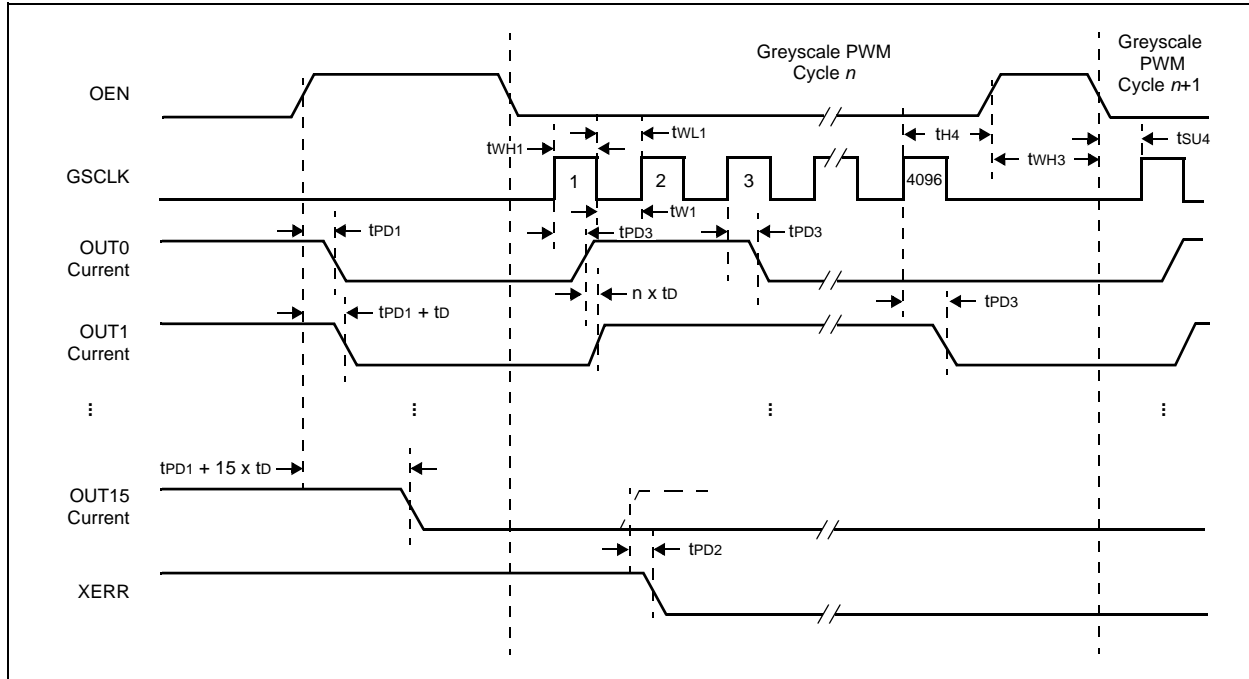 Greyscale PWM
Cycle n
Greyscale
PWM
Cycle n+1
OEN
tWL1
tH4
tSU4
tWH1
tWH3
GSCLK
1
2
3
4096
tW1
tPD1
tPD3
tPD3
OUT0
Current
n x tD
tPD1 + tD
tPD3
OUT1
Current
...
...
...
...
tPD1 + 15 x tD
OUT15
Current
tPD2
XERR